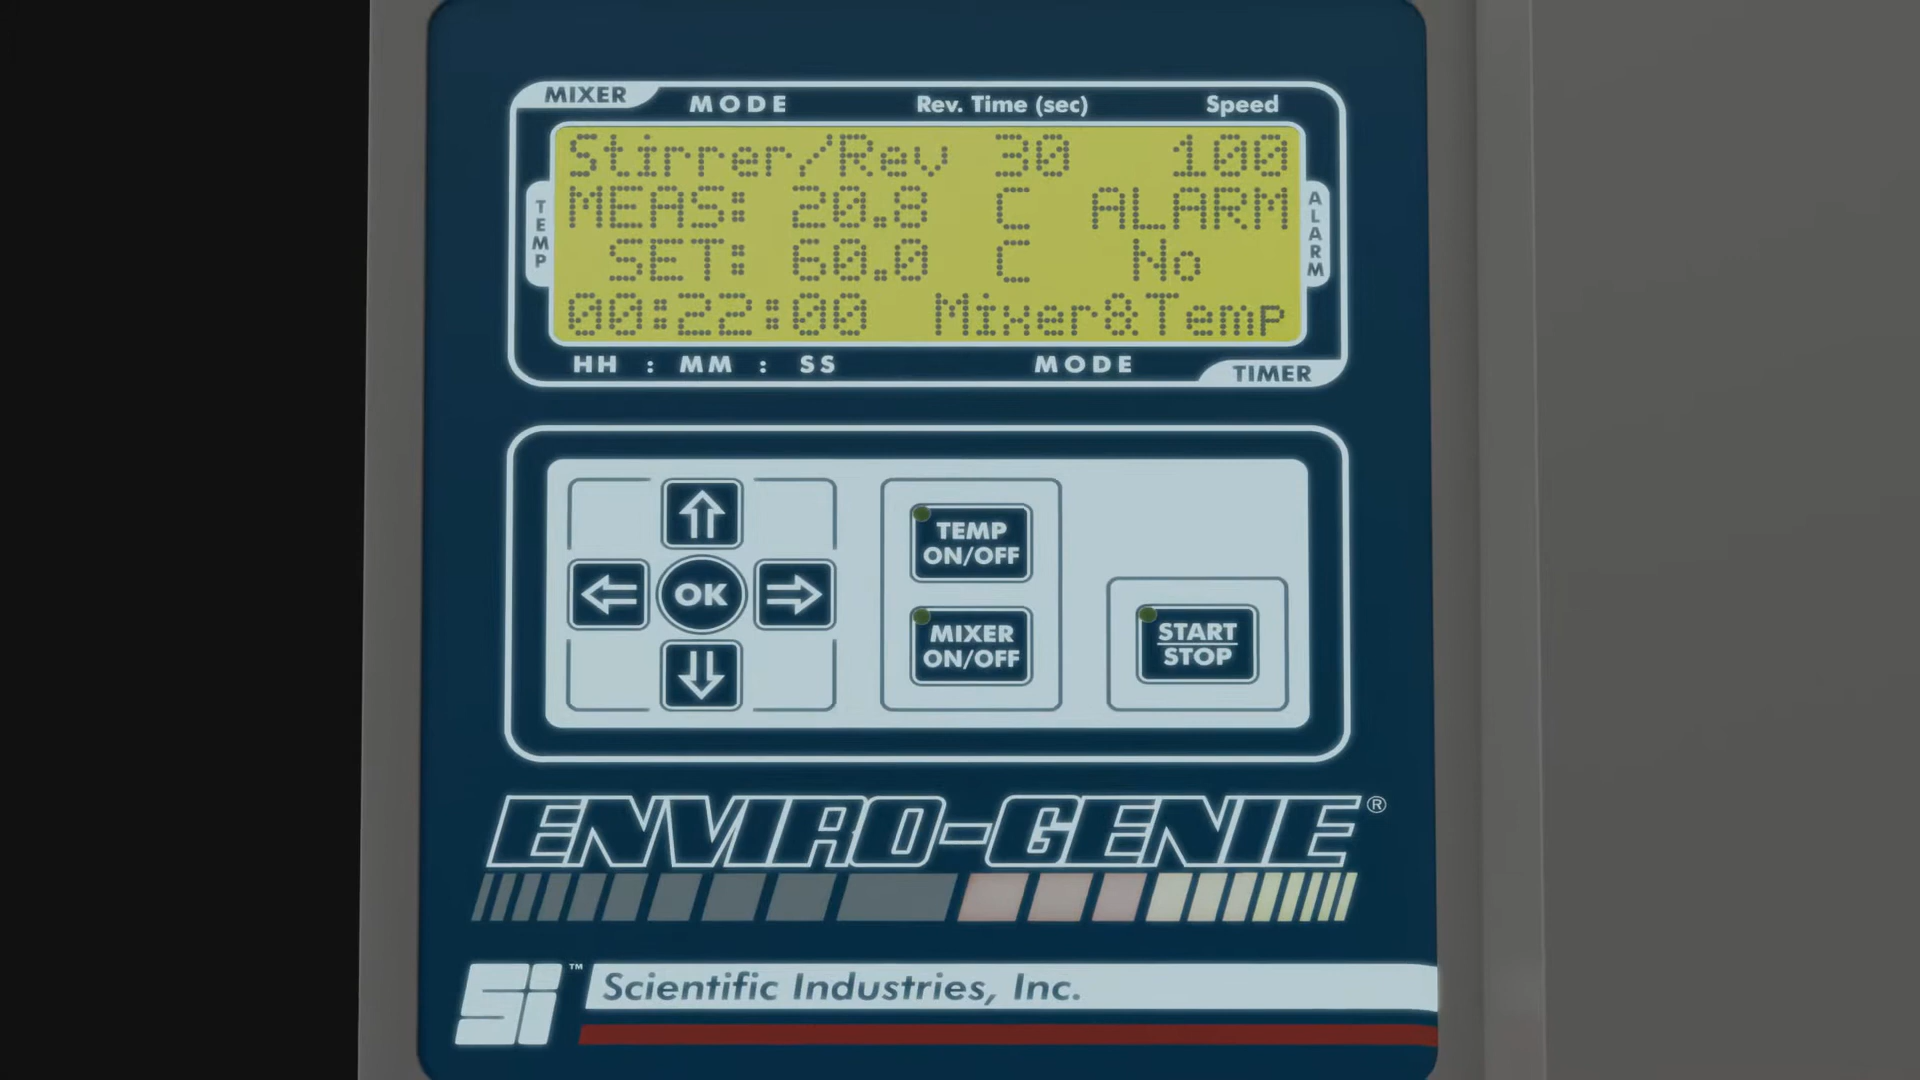 MIXER MODE Rev. Time (sec) Speed
Stirrer/Rev 30 100
TEMP
MEAS: 20.8 C ALARM
ALARM
SET: 60.0 C No
00:22:00 Mixer&Temp
HH : MM : SS MODE TIMER
OK
TEMP
ON/OFF
MIXER
ON/OFF
START
STOP
ENVIRO-GENIE®
Si™ Scientific Industries, Inc.